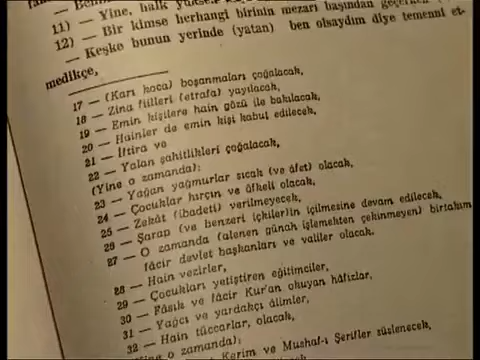 11) — Yine, halk
12) — Bir kimse herhangi birinin mezarı başından geçerken
— Keşke bunun yerinde (yatan) ben olsaydım diye temenni et-
medikçe,
17 — (Karı koca) boşanmaları çoğalacak,
18 — Zina fiilleri (etrafa) yayılacak,
19 — Emin kişilere hain gözü ile bakılacak,
20 — Hainler de emin kişi kabul edilecek,
21 — İftira ve
22 — Yalan şahitlikleri çoğalacak,
(Yine o zamanda);
23 — Yağan yağmurlar sıcak (ve âfet) olacak,
24 — Çocuklar hırçın ve öfkeli olacak,
25 — Zekât (ibadeti) verilmeyecek,
26 — Şarap (ve benzeri içkiler)in içilmesine devam edilecek,
27 — O zamanda (alenen günah işlemekten çekinmeyen) birtakım
fâcir devlet başkanları ve valiler olacak.
28 — Hain vezirler,
29 — Çocukları yetiştiren eğitimciler,
30 — Fâsık ve fâcir Kur'an okuyan hâfızlar,
31 — Yağcı ve yardakçı âlimler,
32 — Hain tüccarlar, olacak,
o zamanda);
Kerim ve Mushaf-ı Şerifler süslenecek,